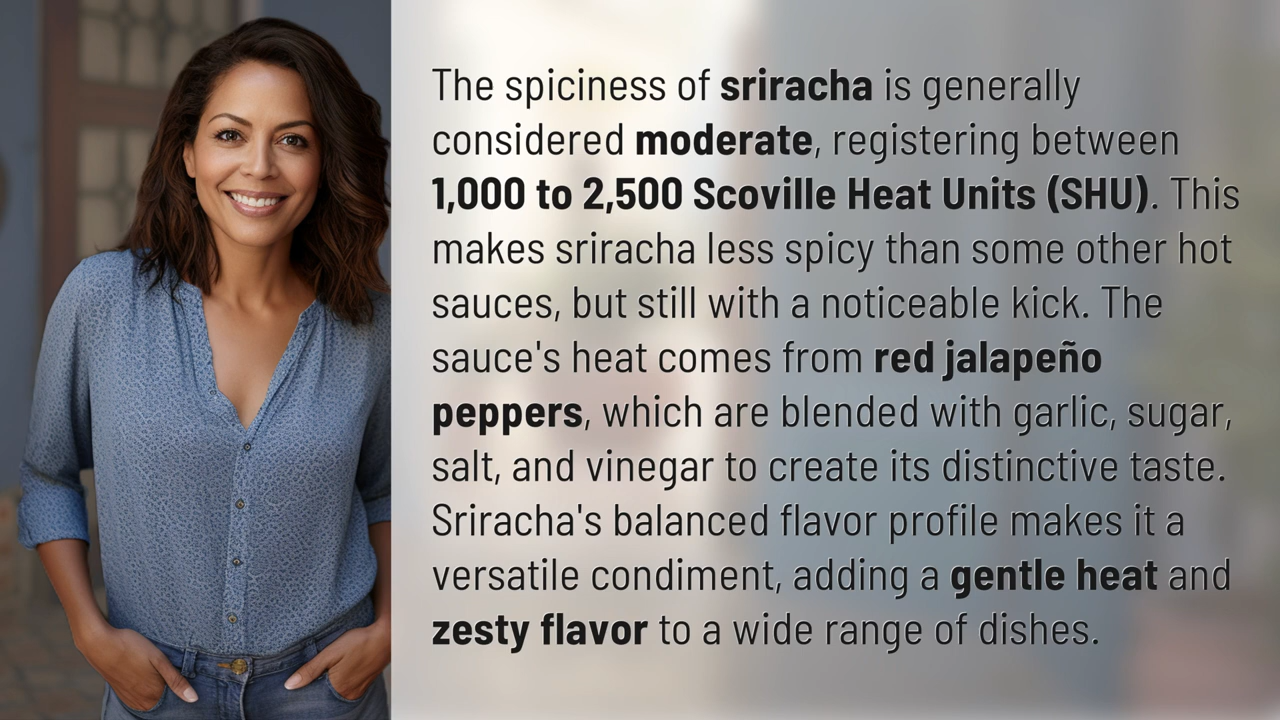 The spiciness of sriracha is generally
considered moderate, registering between
1,000 to 2,500 Scoville Heat Units (SHU). This
makes sriracha less spicy than some other hot
sauces, but still with a noticeable kick. The
sauce's heat comes from red jalapeño
peppers, which are blended with garlic, sugar,
salt, and vinegar to create its distinctive taste.
Sriracha's balanced flavor profile makes it a
versatile condiment, adding a gentle heat and
zesty flavor to a wide range of dishes.